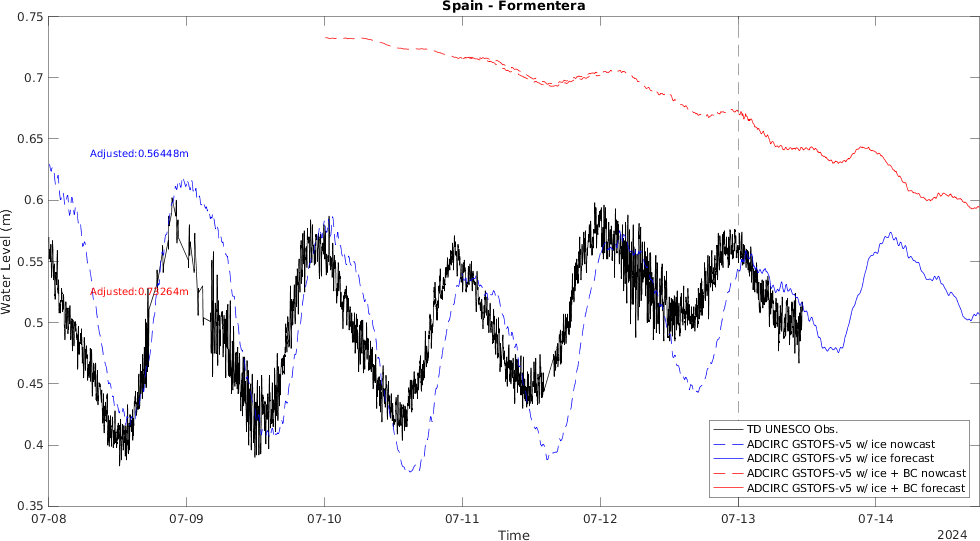 Spain - Formentera
0.75
0.7
0.65
0.6
0.55
0.5
0.45
0.4
0.35
Water Level (m)
Adjusted:0.56448m
Adjusted:0.73264m
TD UNESCO Obs.
ADCIRC GSTOFS-v5 w/ ice nowcast
ADCIRC GSTOFS-v5 w/ ice forecast
ADCIRC GSTOFS-v5 w/ ice + BC nowcast
ADCIRC GSTOFS-v5 w/ ice + BC forecast
07-08 07-09 07-10 07-11 07-12 07-13 07-14
Time
2024